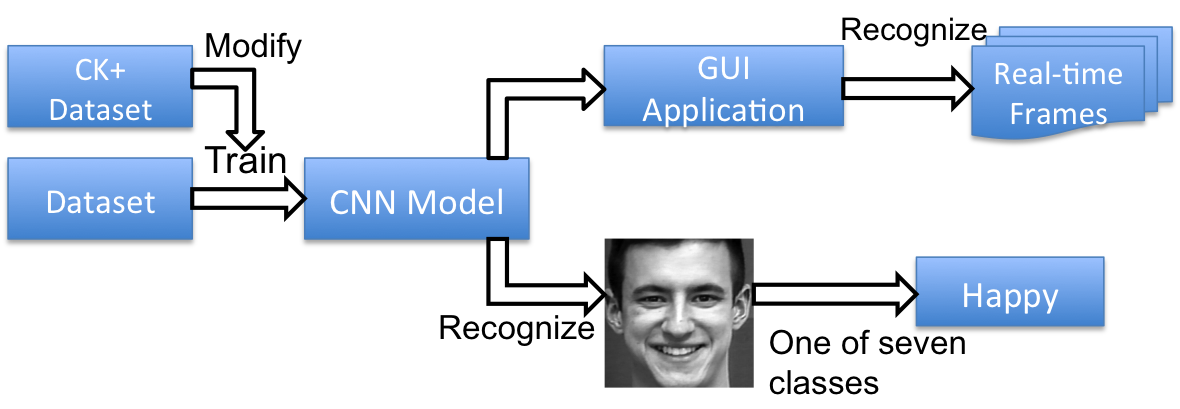 Modify
CK+
Dataset
Train
Dataset
CNN Model
GUI
Application
Recognize
Real-time
Frames
Recognize
One of seven
classes
Happy